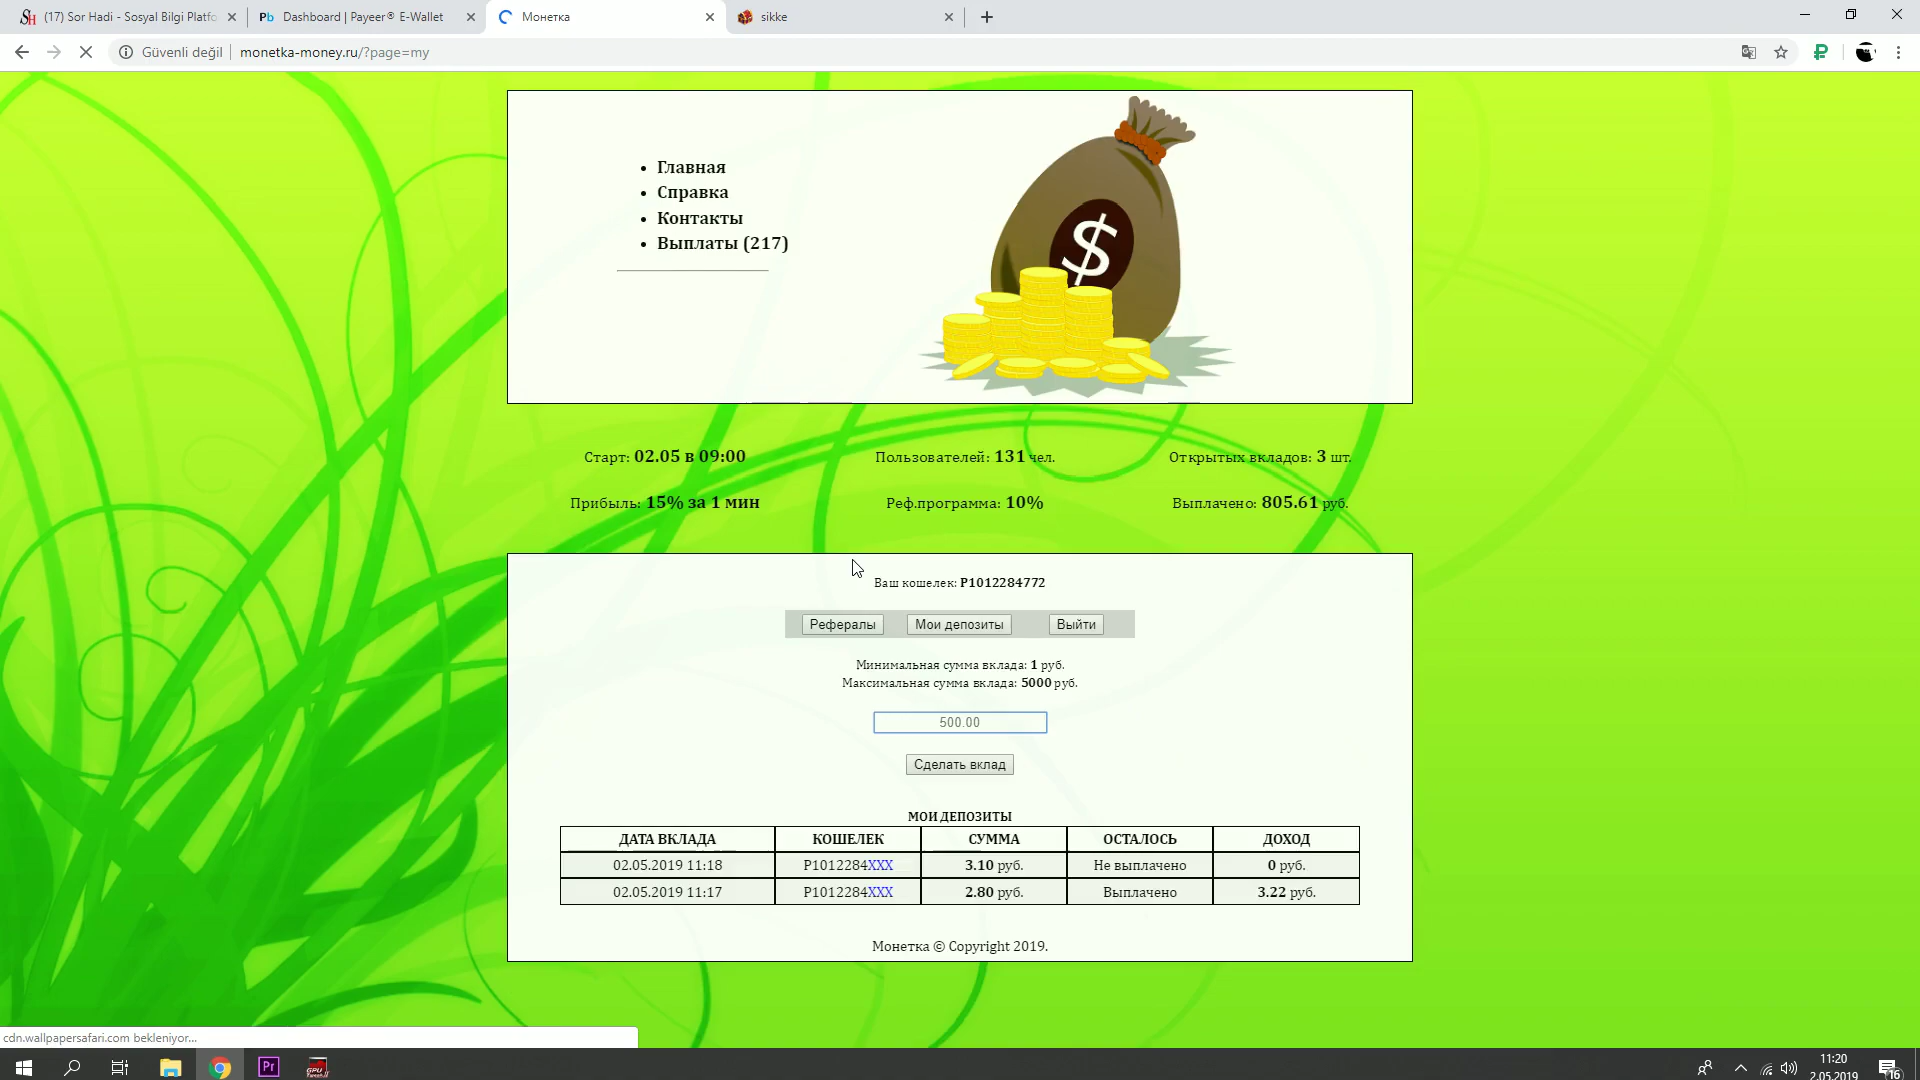 (17) Sor Hadi - Sosyal Bilgi Platfo
Pb Dashboard | Payeer® E-Wallet
Монетка
sikke
Güvenli değil
monetka-money.ru/?page=my
Главная
Справка
Контакты
Выплаты (217)
$
Старт: 02.05 в 09:00 Пользователей: 131 чел. Открытых вкладов: 3 шт.
Прибыль: 15% за 1 мин Реф.программа: 10% Выплачено: 805.61 руб.
Ваш кошелек: P1012284772
Рефералы Мои депозиты Выйти
Минимальная сумма вклада: 1 руб.
Максимальная сумма вклада: 5000 руб.
500.00
Сделать вклад
МОИ ДЕПОЗИТЫ
ДАТА ВКЛАДА КОШЕЛЕК СУММА ОСТАЛОСЬ ДОХОД
02.05.2019 11:18 P1012284XXX 3.10 руб. Не выплачено 0 руб.
02.05.2019 11:17 P1012284XXX 2.80 руб. Выплачено 3.22 руб.
Монетка © Copyright 2019.
cdn.wallpapersafari.com bekleniyor...
Pr
GPU
11:20
2.05.2019
16